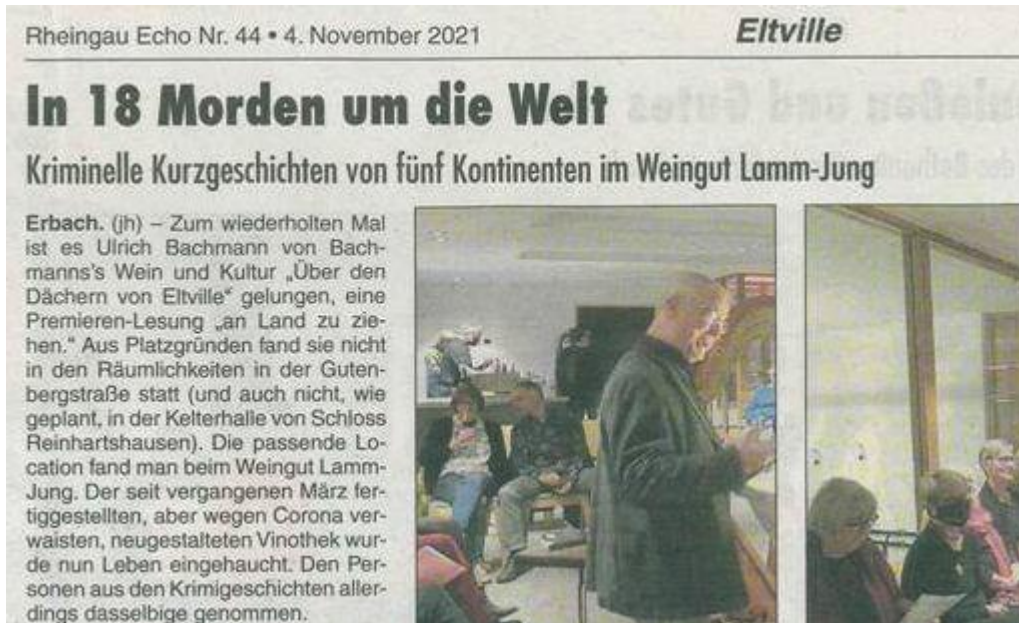 Rheingau Echo Nr. 44 • 4. November 2021
Eltville
In 18 Morden um die Welt
Kriminelle Kurzgeschichten von fünf Kontinenten im Weingut Lamm-Jung
Erbach. (jh) – Zum wiederholten Mal
ist es Ulrich Bachmann von Bach-
manns's Wein und Kultur „Über den
Dächern von Eltville“ gelungen, eine
Premieren-Lesung „an Land zu zie-
hen.“ Aus Platzgründen fand sie nicht
in den Räumlichkeiten in der Guten-
bergstraße statt (und auch nicht, wie
geplant, in der Kelterhalle von Schloss
Reinhartshausen). Die passende Lo-
cation fand man beim Weingut Lamm-
Jung. Der seit vergangenen März fer-
tiggestellten, aber wegen Corona ver-
waisten, neugestalteten Vinothek wur-
de nun Leben eingehaucht. Den Per-
sonen aus den Krimigeschichten aller-
dings dasselbige genommen.